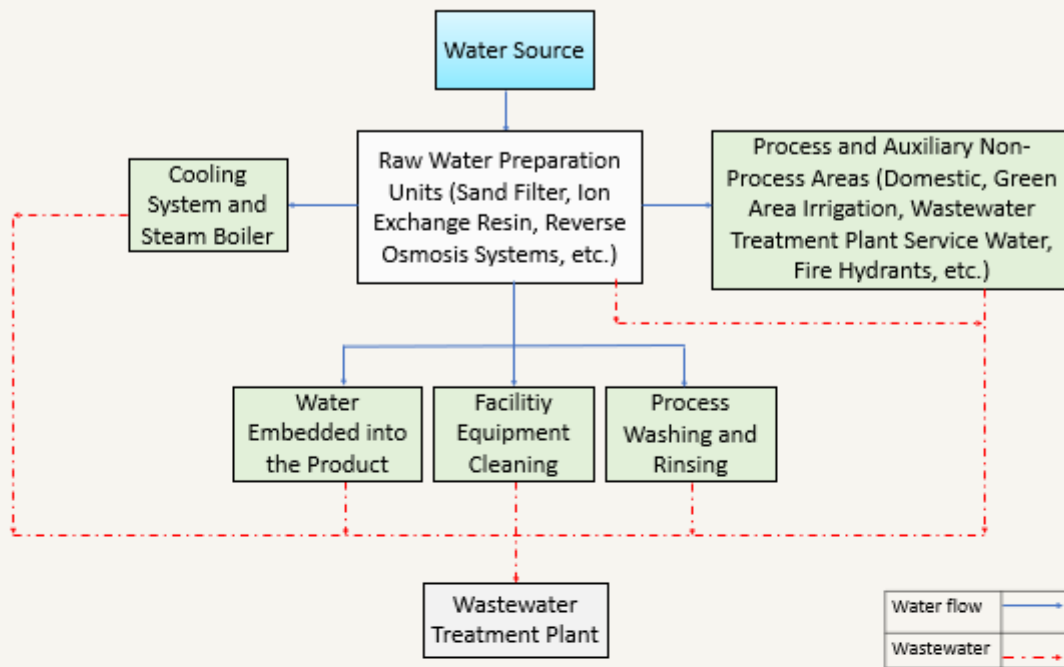 Water Source
Raw Water Preparation
Units (Sand Filter, Ion
Exchange Resin, Reverse
Osmosis Systems, etc.)
Cooling
System and
Steam Boiler
Process and Auxiliary Non-
Process Areas (Domestic, Green
Area Irrigation, Wastewater
Treatment Plant Service Water,
Fire Hydrants, etc.)
Water
Embedded into
the Product
Facilitiy
Equipment
Cleaning
Process
Washing and
Rinsing
Wastewater
Treatment Plant
Water flow
Wastewater